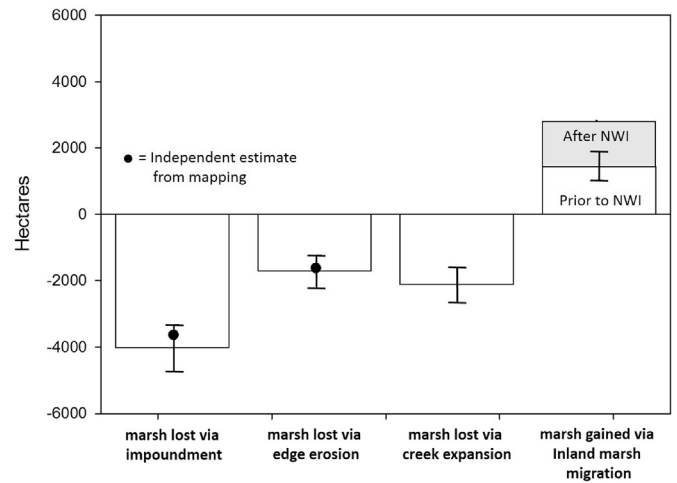 6000
4000
2000
0
-2000
-4000
-6000
Hectares
● = Independent estimate
from mapping
After NWI
Prior to NWI
marsh lost via
impoundment
marsh lost via
edge erosion
marsh lost via
creek expansion
marsh gained via
Inland marsh
migration